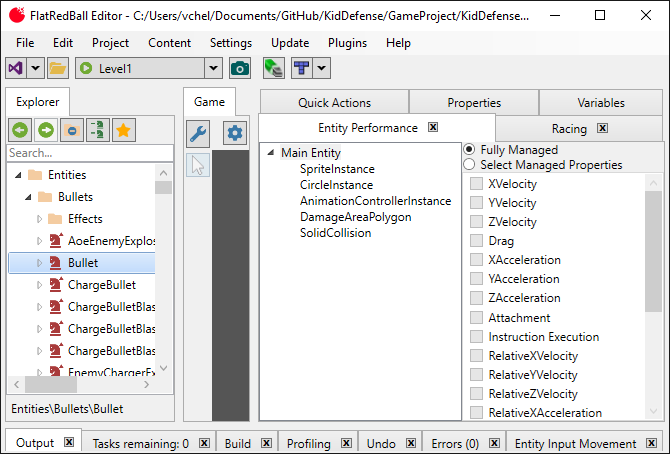 FlatRedBall Editor - C:/Users/vchel/Documents/GitHub/KidDefense/GameProject/KidDefense...
File Edit Project Content Settings Update Plugins Help
Level1
Explorer
Game
Quick Actions Properties Variables
Entity Performance Racing
Search...
Entities
Bullets
Effects
AoeEnemyExplos
Bullet
ChargeBullet
ChargeBulletBlas
ChargeBulletBlas
ChargeBulletBlas
EnemyChargerEx
Entities\Bullets\Bullet
Main Entity
SpriteInstance
CircleInstance
AnimationControllerInstance
DamageAreaPolygon
SolidCollision
Fully Managed
Select Managed Properties
XVelocity
YVelocity
ZVelocity
Drag
XAcceleration
YAcceleration
ZAcceleration
Attachment
Instruction Execution
RelativeXVelocity
RelativeYVelocity
RelativeZVelocity
RelativeXAcceleration
Output Tasks remaining: 0 Build Profiling Undo Errors (0) Entity Input Movement